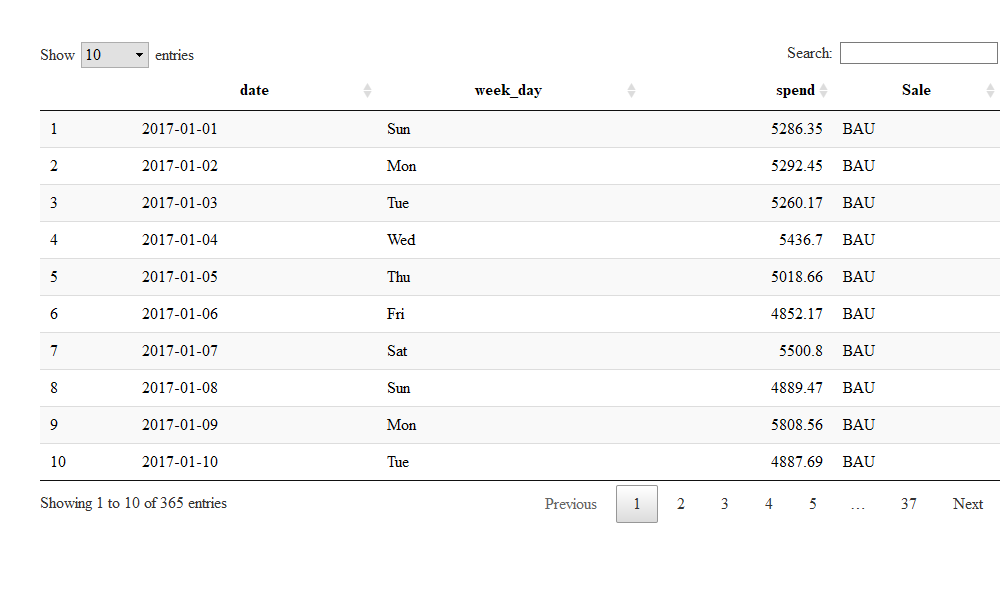 Show 10 entries Search:
date week_day spend Sale
1 2017-01-01 Sun 5286.35 BAU
2 2017-01-02 Mon 5292.45 BAU
3 2017-01-03 Tue 5260.17 BAU
4 2017-01-04 Wed 5436.7 BAU
5 2017-01-05 Thu 5018.66 BAU
6 2017-01-06 Fri 4852.17 BAU
7 2017-01-07 Sat 5500.8 BAU
8 2017-01-08 Sun 4889.47 BAU
9 2017-01-09 Mon 5808.56 BAU
10 2017-01-10 Tue 4887.69 BAU
Showing 1 to 10 of 365 entries Previous 1 2 3 4 5 … 37 Next